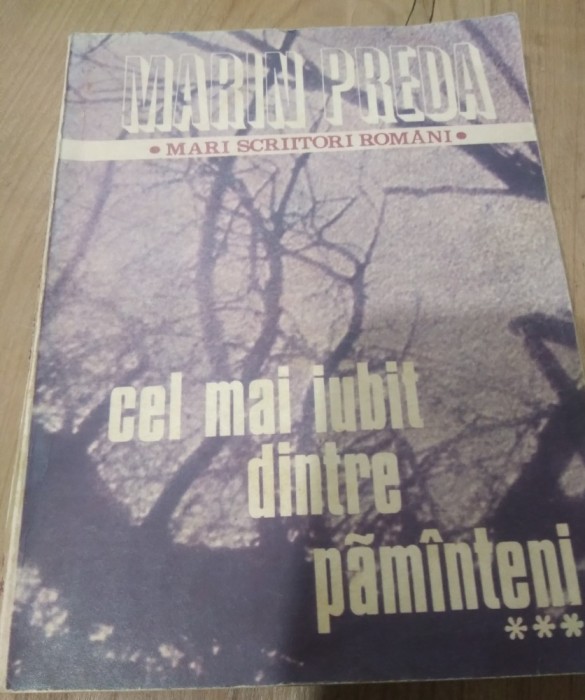 MARIN PREDA
• MARI SCRIITORI ROMÂNI •
cel mai iubit
dintre
pămînteni
***